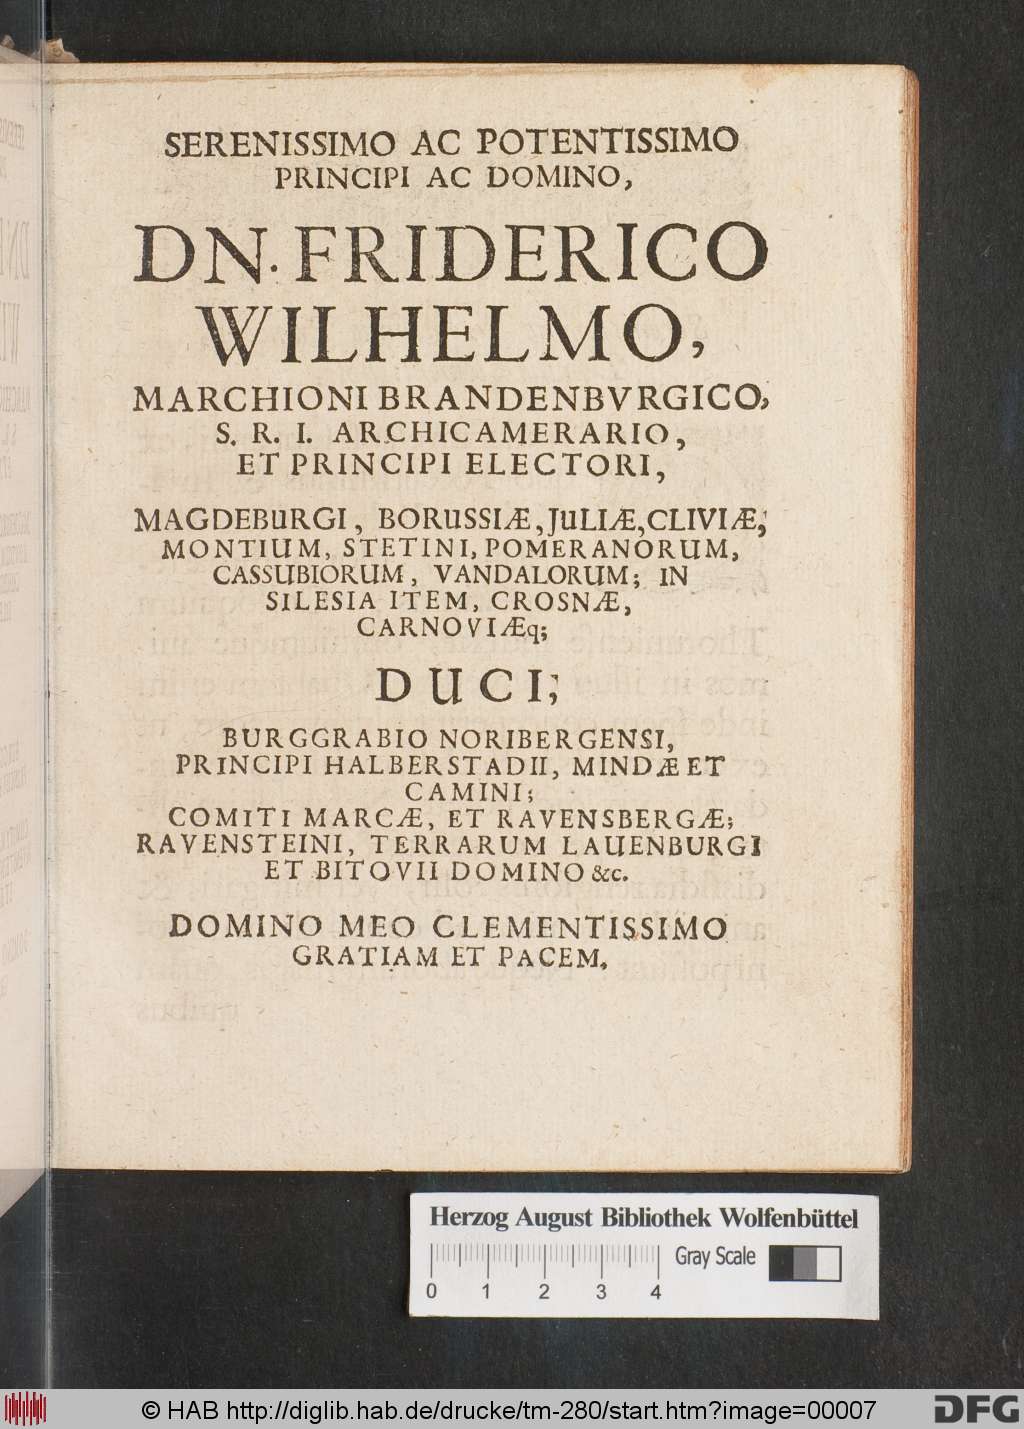 SERENISSIMO AC POTENTISSIMO
PRINCIPI AC DOMINO,
DN. FRIDERICO
WILHELMO,
MARCHIONI BRANDENBVRGICO,
S. R. I. ARCHICAMERARIO,
ET PRINCIPI ELECTORI,
MAGDEBURGI, BORUSSIÆ, JULIÆ, CLIVIÆ,
MONTIUM, STETINI, POMERANORUM,
CASSUBIORUM, VANDALORUM; IN
SILESIA ITEM, CROSNÆ,
CARNOVIÆq;
DUCI;
BURGGRABIO NORIBERGENSI,
PRINCIPI HALBERSTADII, MINDÆ ET
CAMINI;
COMITI MARCÆ, ET RAVENSBERGÆ;
RAVENSTEINI, TERRARUM LAUENBURGI
ET BITOVII DOMINO &c.
DOMINO MEO CLEMENTISSIMO
GRATIAM ET PACEM.
Herzog August Bibliothek Wolfenbüttel
Gray Scale
0 1 2 3 4
© HAB http://diglib.hab.de/drucke/tm-280/start.htm?image=00007
DFG